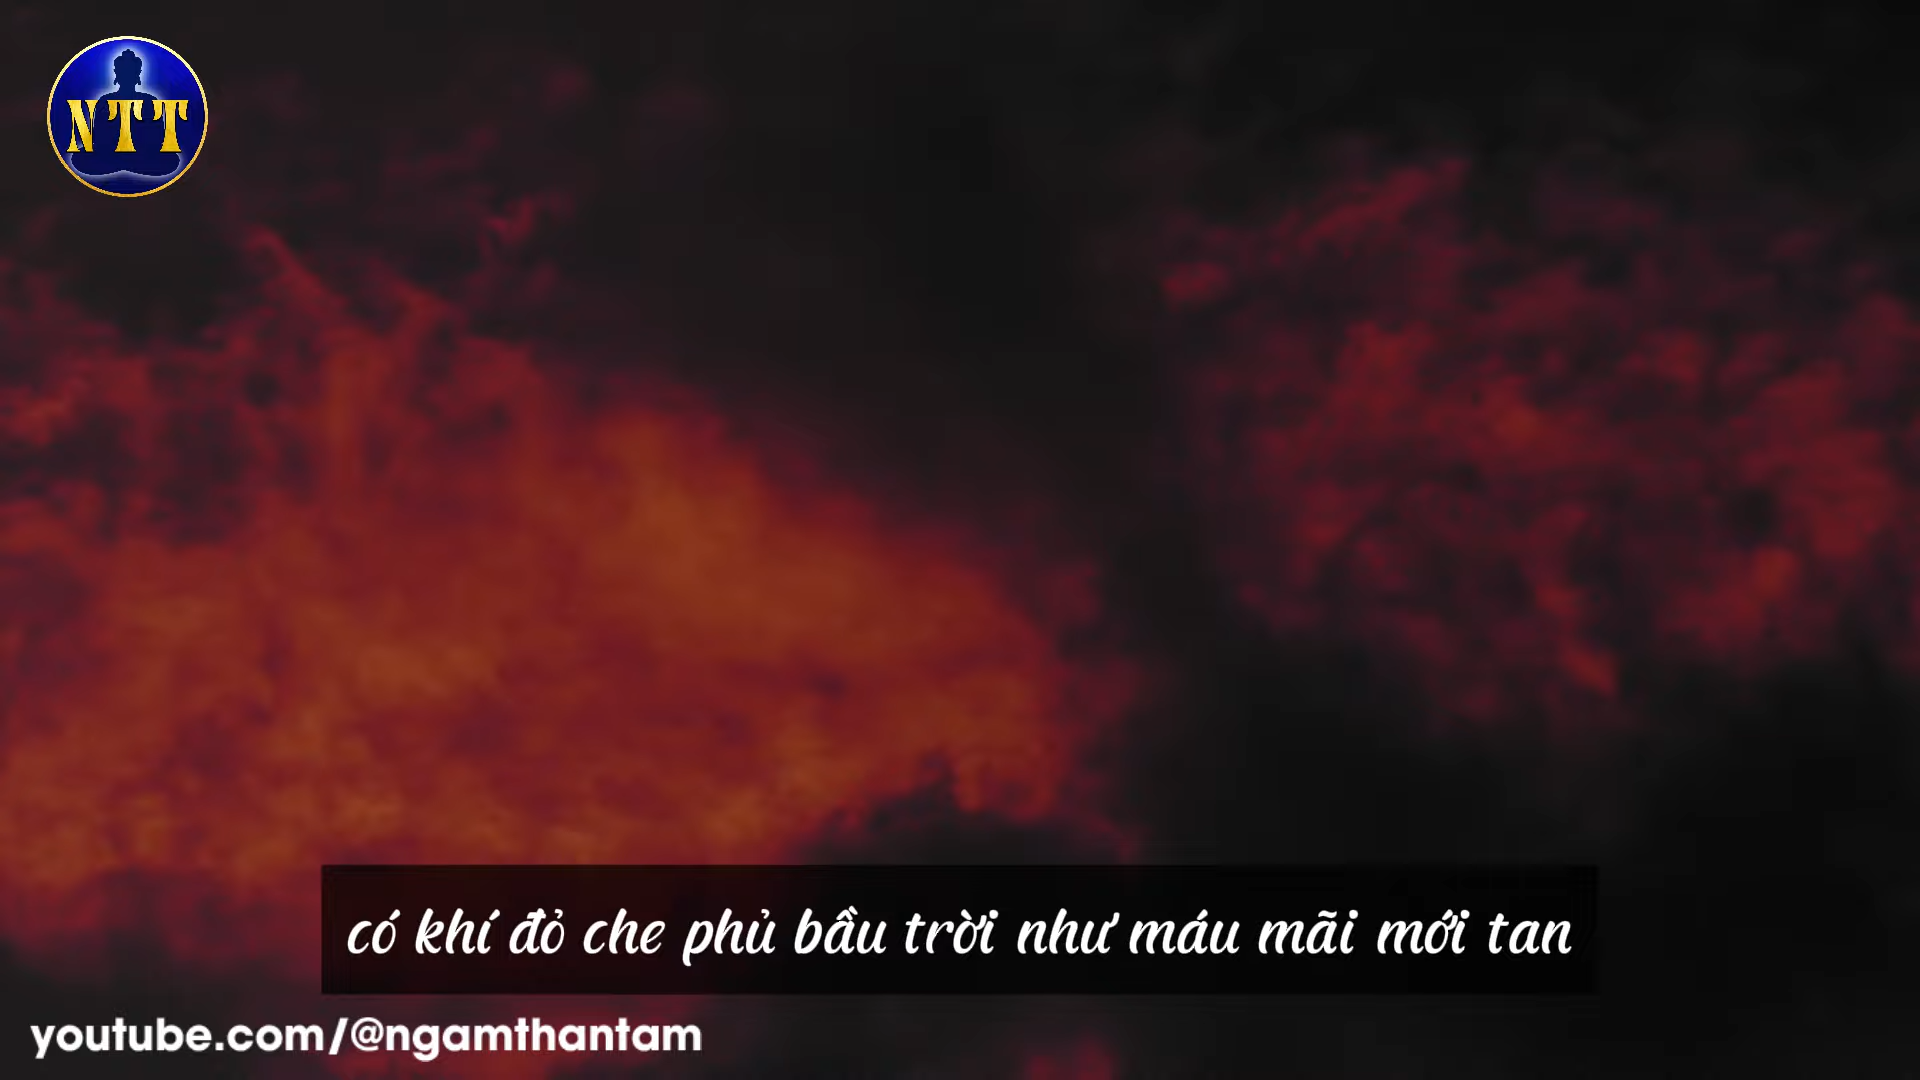 NTT
có khí đỏ che phủ bầu trời như máu mãi mới tan
youtube.com/@ngamthantam